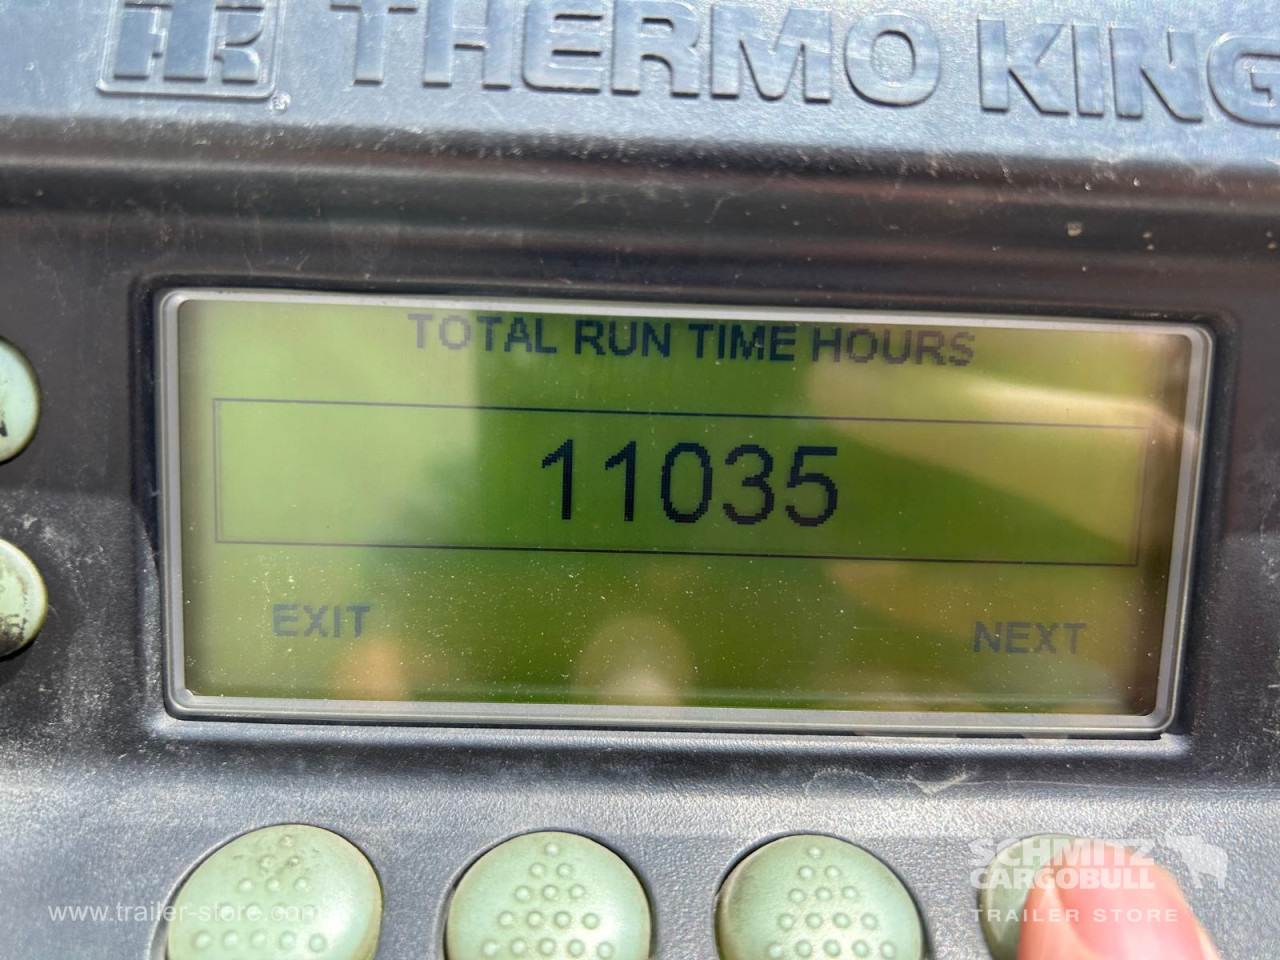 THERMO KING
®
TOTAL RUN TIME HOURS
11035
EXIT
NEXT
SCHMITZ
CARGOBULL
www.trailer-store.com
TRAILER STORE